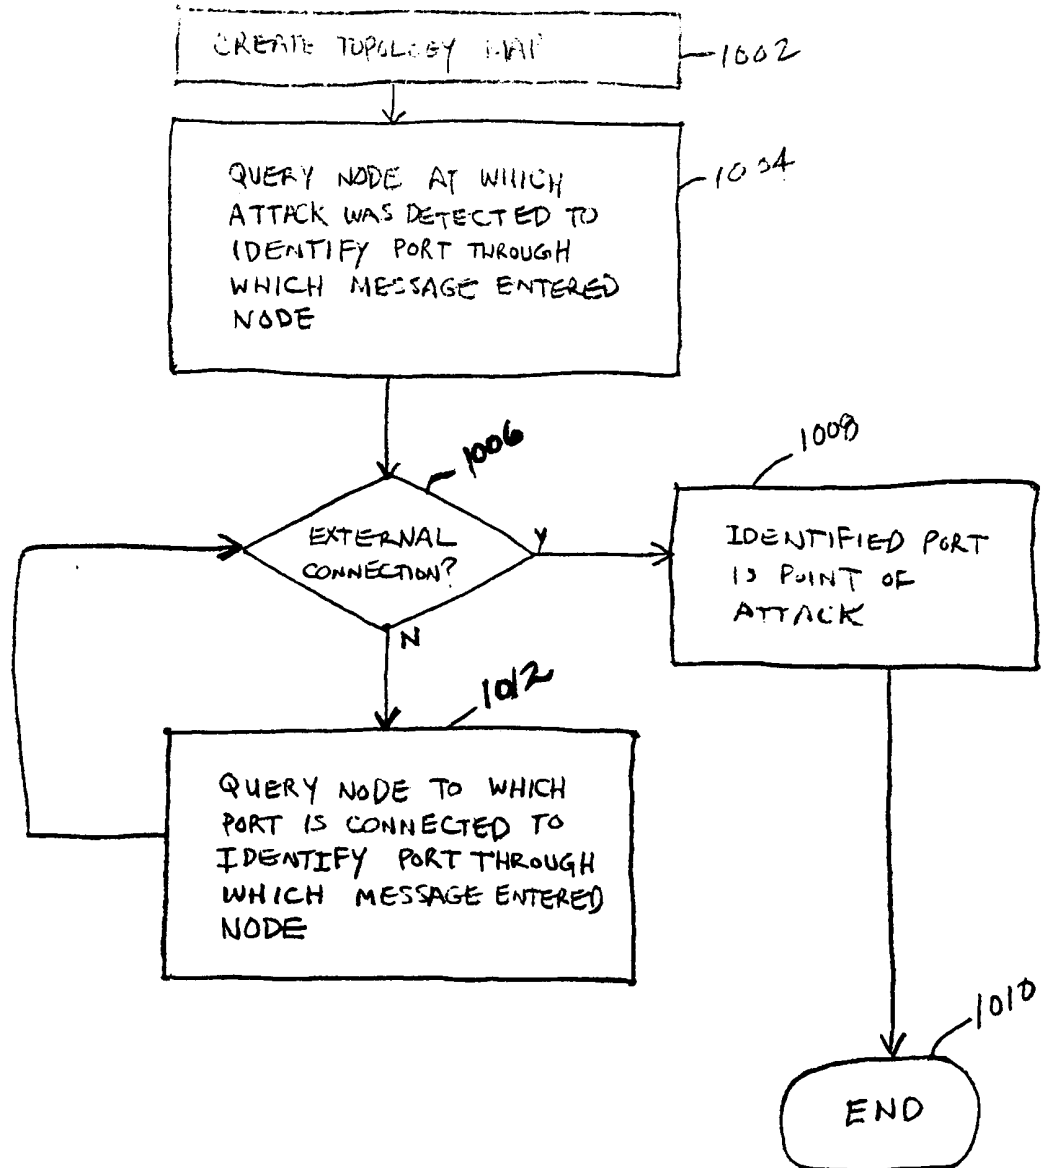 CREATE TOPOLOGY MAP
1002
QUERY NODE AT WHICH
ATTACK WAS DETECTED TO
IDENTIFY PORT THROUGH
WHICH MESSAGE ENTERED
NODE
1004
1006
EXTERNAL
CONNECTION?
Y
N
1008
IDENTIFIED PORT
IS POINT OF
ATTACK
1012
QUERY NODE TO WHICH
PORT IS CONNECTED TO
IDENTIFY PORT THROUGH
WHICH MESSAGE ENTERED
NODE
1010
END